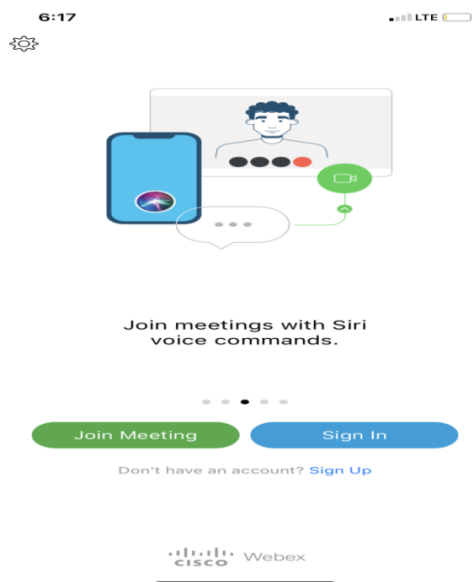 6:17
LTE
Join meetings with Siri
voice commands.
Join Meeting
Sign In
Don't have an account? Sign Up
CISCO Webex